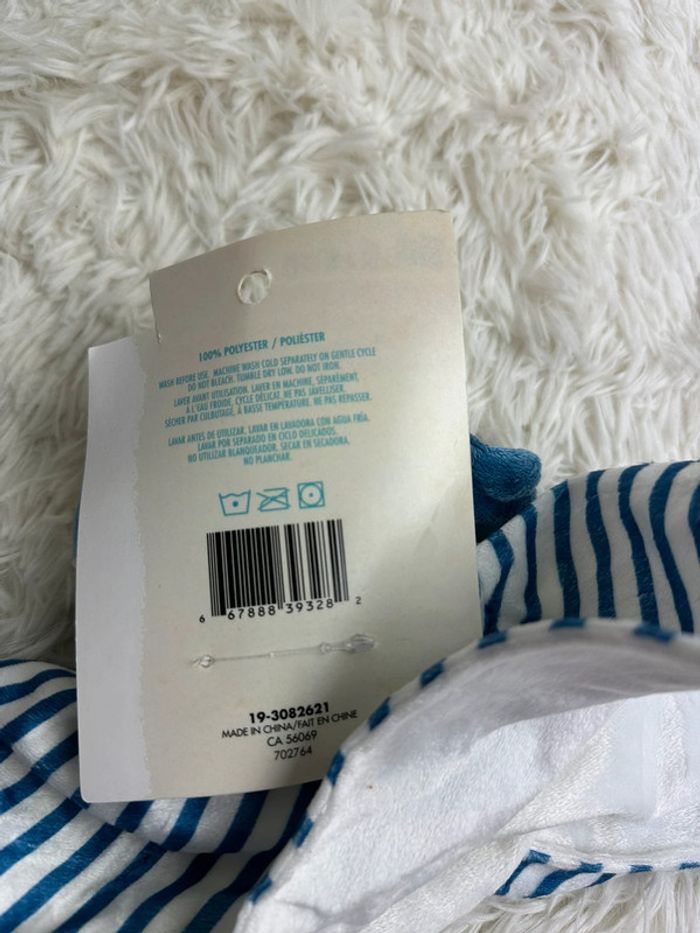 100% POLYESTER / POLIÉSTER
WASH BEFORE USE. MACHINE WASH COLD SEPARATELY ON GENTLE CYCLE
DO NOT BLEACH. TUMBLE DRY LOW. DO NOT IRON.
LAVER AVANT UTILISATION. LAVER EN MACHINE, SÉPARÉMENT,
À L'EAU FROIDE, CYCLE DÉLICAT, NE PAS JAVELLISER.
SÉCHER PAR CULBUTAGE, À BASSE TEMPÉRATURE. NE PAS REPASSER.
LAVAR ANTES DE UTILIZAR. LAVAR EN LAVADORA CON AGUA FRÍA.
LAVAR POR SEPARADO EN CICLO DELICADOS.
NO UTILIZAR BLANQUEADOR. SECAR EN SECADORA.
NO PLANCHAR.
6 67888 39328 2
19-3082621
MADE IN CHINA/FAIT EN CHINE
CA 56069
702764